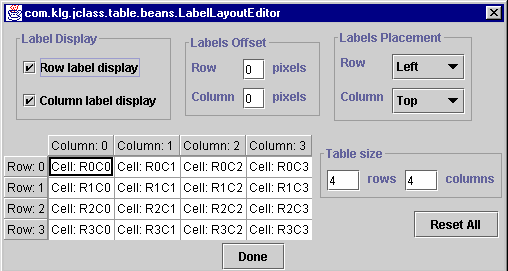 com.klg.jclass.table.beans.LabelLayoutEditor
Label Display
Row label display
Column label display
Labels Offset
Row 0 pixels
Column 0 pixels
Labels Placement
Row Left
Column Top
Column: 0 Column: 1 Column: 2 Column: 3
Row: 0 Cell: R0C0 Cell: R0C1 Cell: R0C2 Cell: R0C3
Row: 1 Cell: R1C0 Cell: R1C1 Cell: R1C2 Cell: R1C3
Row: 2 Cell: R2C0 Cell: R2C1 Cell: R2C2 Cell: R2C3
Row: 3 Cell: R3C0 Cell: R3C1 Cell: R3C2 Cell: R3C3
Table size
4 rows 4 columns
Reset All
Done